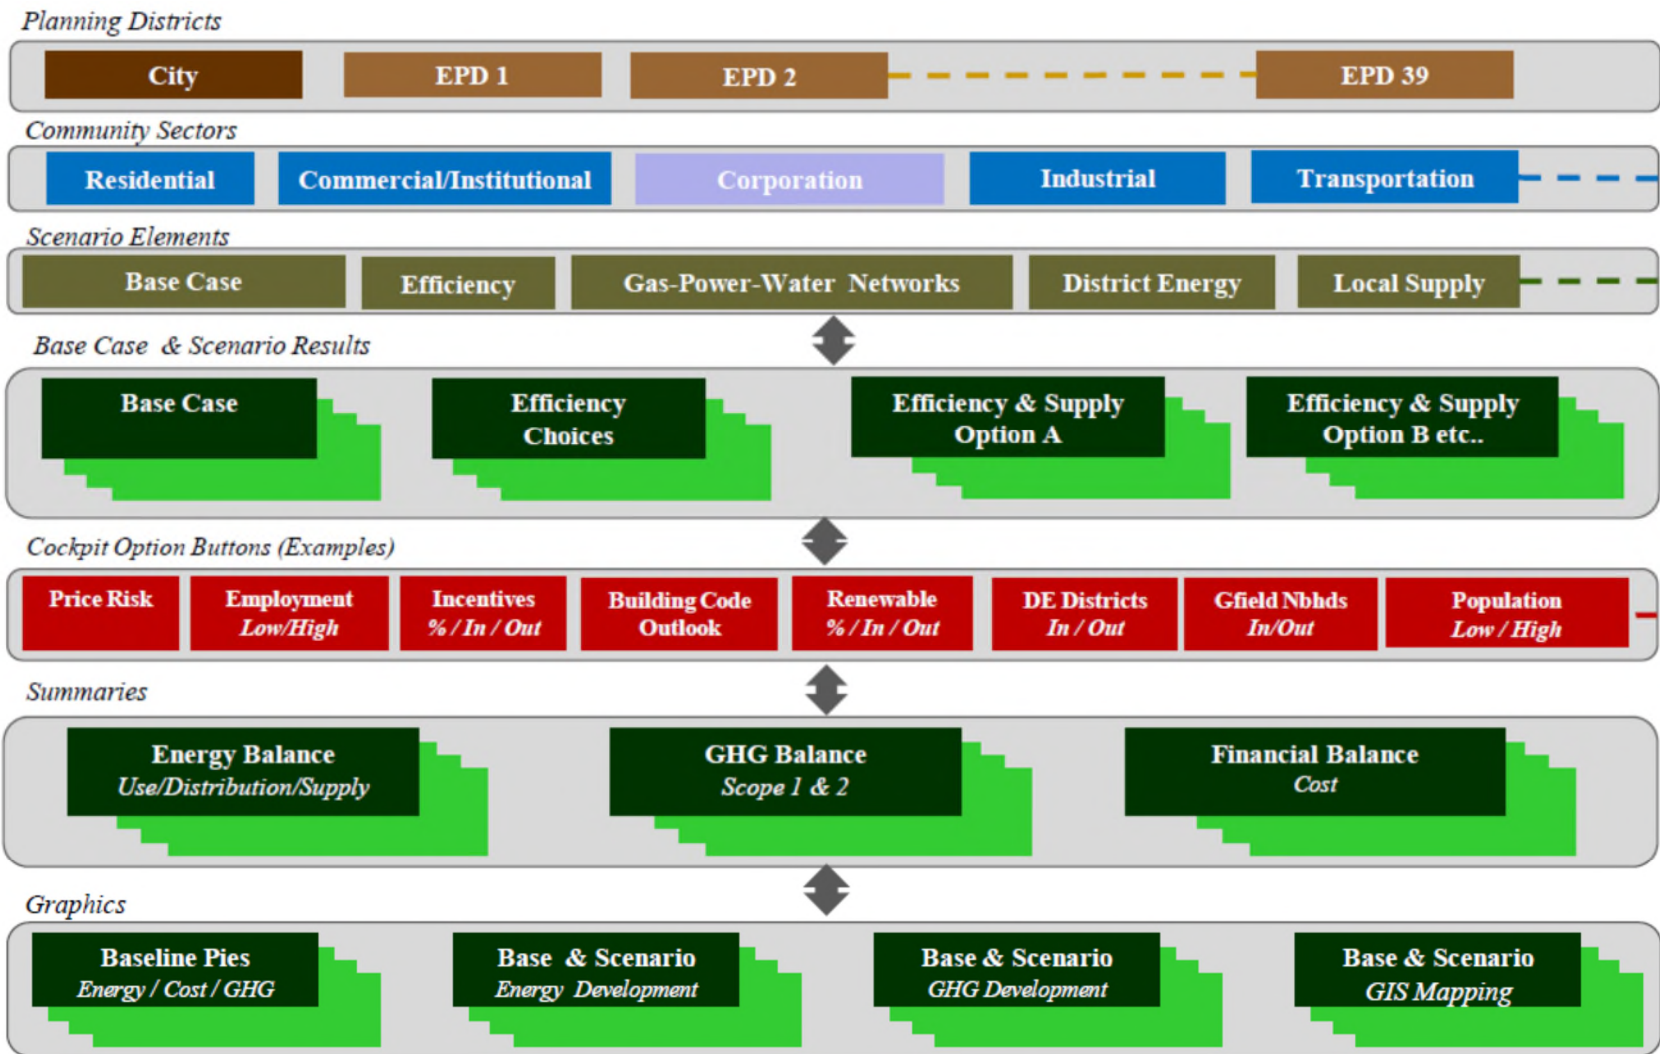 Planning Districts
City
EPD 1
EPD 2
EPD 39
Community Sectors
Residential
Commercial/Institutional
Corporation
Industrial
Transportation
Scenario Elements
Base Case
Efficiency
Gas-Power-Water Networks
District Energy
Local Supply
Base Case & Scenario Results
Base Case
Efficiency
Choices
Efficiency & Supply
Option A
Efficiency & Supply
Option B etc..
Cockpit Option Buttons (Examples)
Price Risk
Employment
Low/High
Incentives
% / In / Out
Building Code
Outlook
Renewable
% / In / Out
DE Districts
In / Out
Gfield Nbhds
In/Out
Population
Low / High
Summaries
Energy Balance
Use/Distribution/Supply
GHG Balance
Scope 1 & 2
Financial Balance
Cost
Graphics
Baseline Pies
Energy / Cost / GHG
Base & Scenario
Energy Development
Base & Scenario
GHG Development
Base & Scenario
GIS Mapping